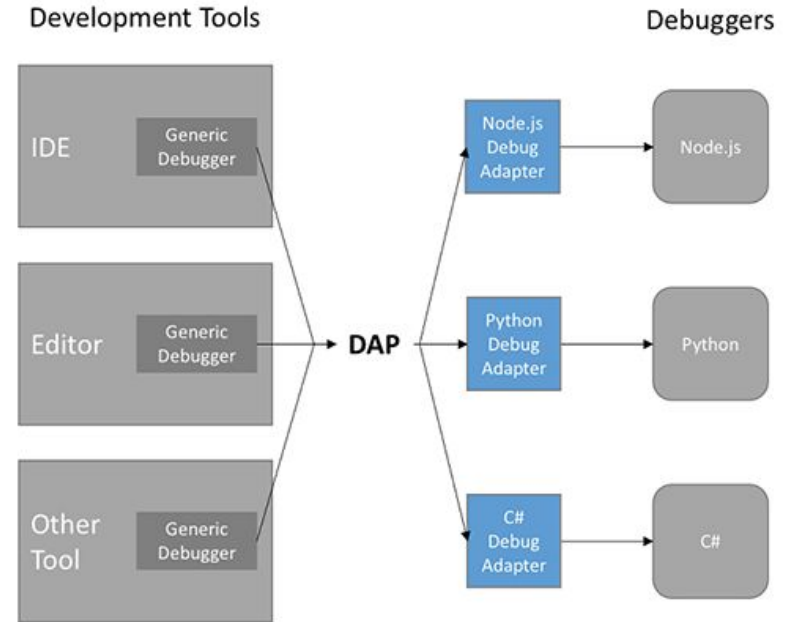 Development Tools
Debuggers
IDE
Generic
Debugger
Node.js
Debug
Adapter
Node.js
Editor
Generic
Debugger
DAP
Python
Debug
Adapter
Python
Other
Tool
Generic
Debugger
C#
Debug
Adapter
C#